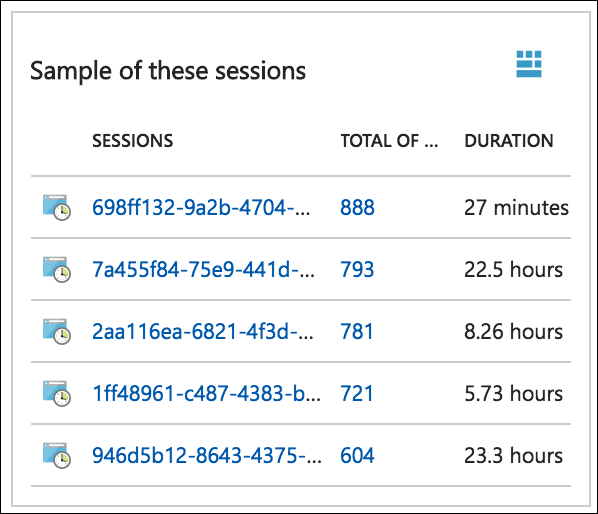 Sample of these sessions
SESSIONS TOTAL OF ... DURATION
698ff132-9a2b-4704-... 888 27 minutes
7a455f84-75e9-441d-... 793 22.5 hours
2aa116ea-6821-4f3d-... 781 8.26 hours
1ff48961-c487-4383-b... 721 5.73 hours
946d5b12-8643-4375-... 604 23.3 hours